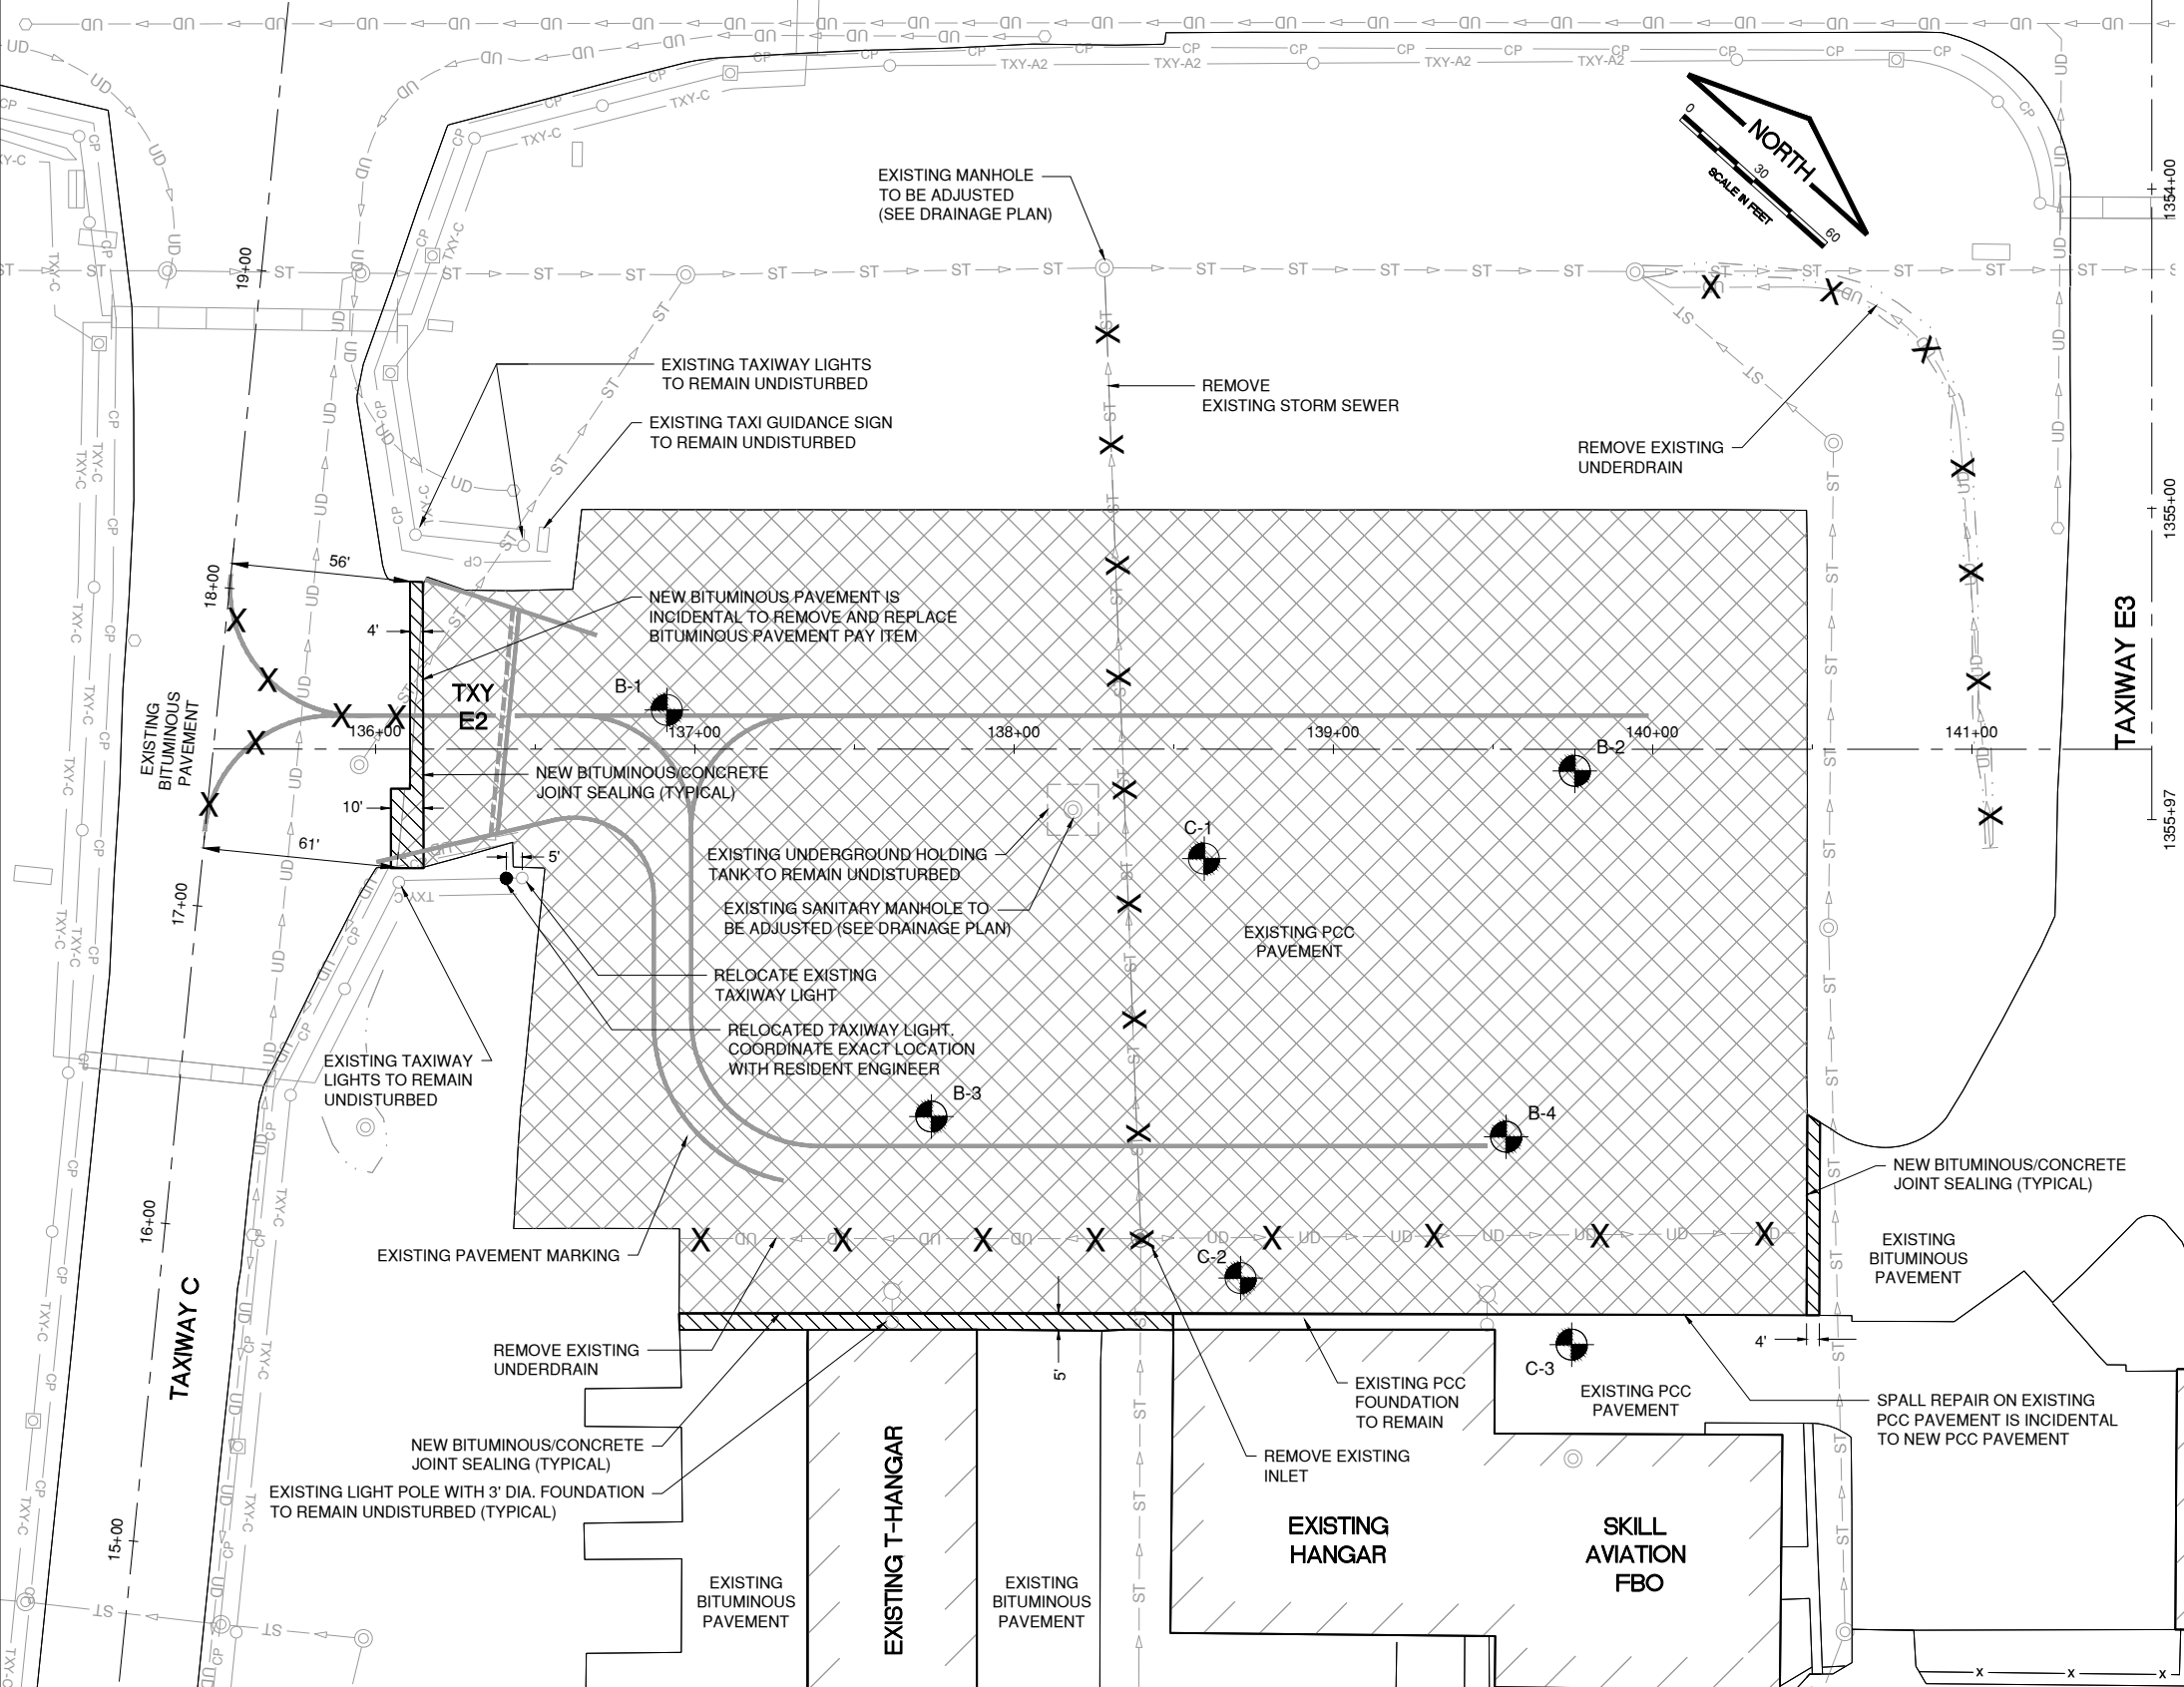 EXISTING MANHOLE
TO BE ADJUSTED
(SEE DRAINAGE PLAN)
NORTH
0
30
60
SCALE IN FEET
1354+00
19+00
EXISTING TAXIWAY LIGHTS
TO REMAIN UNDISTURBED
EXISTING TAXI GUIDANCE SIGN
TO REMAIN UNDISTURBED
REMOVE
EXISTING STORM SEWER
REMOVE EXISTING
UNDERDRAIN
1355+00
56'
18+00
4'
NEW BITUMINOUS PAVEMENT IS
INCIDENTAL TO REMOVE AND REPLACE
BITUMINOUS PAVEMENT PAY ITEM
TXY
E2
B-1
EXISTING
BITUMINOUS
PAVEMENT
136+00
137+00
138+00
139+00
140+00
141+00
B-2
TAXIWAY E3
1355+97
NEW BITUMINOUS/CONCRETE
JOINT SEALING (TYPICAL)
10'
61'
5'
C-1
EXISTING UNDERGROUND HOLDING
TANK TO REMAIN UNDISTURBED
EXISTING SANITARY MANHOLE TO
BE ADJUSTED (SEE DRAINAGE PLAN)
EXISTING PCC
PAVEMENT
17+00
RELOCATE EXISTING
TAXIWAY LIGHT
RELOCATED TAXIWAY LIGHT.
COORDINATE EXACT LOCATION
WITH RESIDENT ENGINEER
EXISTING TAXIWAY
LIGHTS TO REMAIN
UNDISTURBED
B-3
B-4
NEW BITUMINOUS/CONCRETE
JOINT SEALING (TYPICAL)
16+00
EXISTING PAVEMENT MARKING
C-2
EXISTING
BITUMINOUS
PAVEMENT
TAXIWAY C
REMOVE EXISTING
UNDERDRAIN
5'
4'
C-3
EXISTING PCC
FOUNDATION
TO REMAIN
EXISTING PCC
PAVEMENT
SPALL REPAIR ON EXISTING
PCC PAVEMENT IS INCIDENTAL
TO NEW PCC PAVEMENT
NEW BITUMINOUS/CONCRETE
JOINT SEALING (TYPICAL)
REMOVE EXISTING
INLET
EXISTING LIGHT POLE WITH 3' DIA. FOUNDATION
TO REMAIN UNDISTURBED (TYPICAL)
15+00
EXISTING T-HANGAR
EXISTING
HANGAR
SKILL
AVIATION
FBO
EXISTING
BITUMINOUS
PAVEMENT
EXISTING
BITUMINOUS
PAVEMENT
UD
CP
TXY-A2
TXY-C
ST